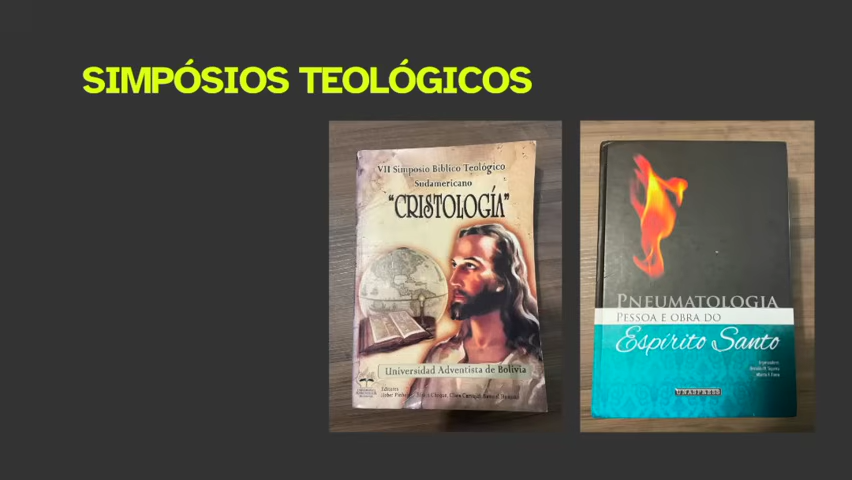 SIMPÓSIOS TEOLÓGICOS
VII Simposio Bíblico Teológico
Sudamericano
"CRISTOLOGÍA"
Universidad Adventista de Bolivia
Editores
PNEUMATOLOGIA
PESSOA E OBRA DO
Espírito Santo
UNASPRESS